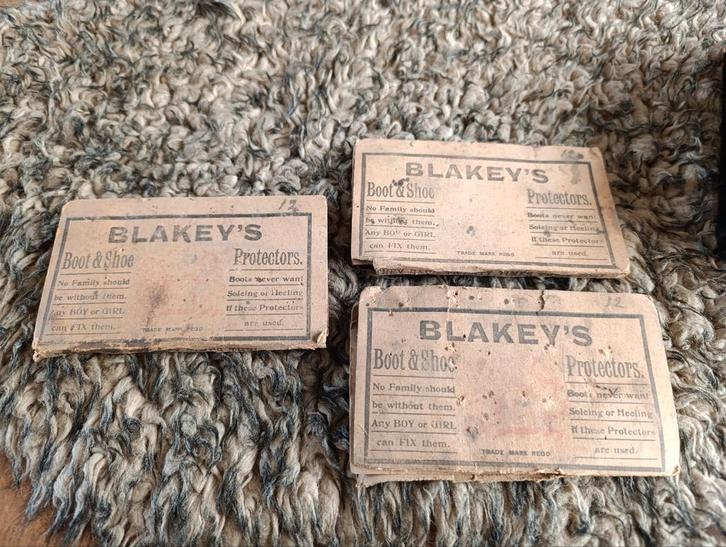 12
BLAKEY'S
Boot & Shoe
No Family should
be without them.
Any BOY or GIRL
can FIX them.
Protectors.
Boots never want
Soleing or Heeling
If these Protectors
are used.
TRADE MARK REGD
BLAKEY'S
Boot & Shoe
No Family should
be without them.
Any BOY or GIRL
can FIX them.
Protectors.
Boots never want
Soleing or Heeling
If these Protectors
are used.
TRADE MARK REGD
12
BLAKEY'S
Boot & Shoe
No Family should
be without them.
Any BOY or GIRL
can FIX them.
Protectors.
Boots never want
Soleing or Heeling
If these Protectors
are used.
TRADE MARK REGD